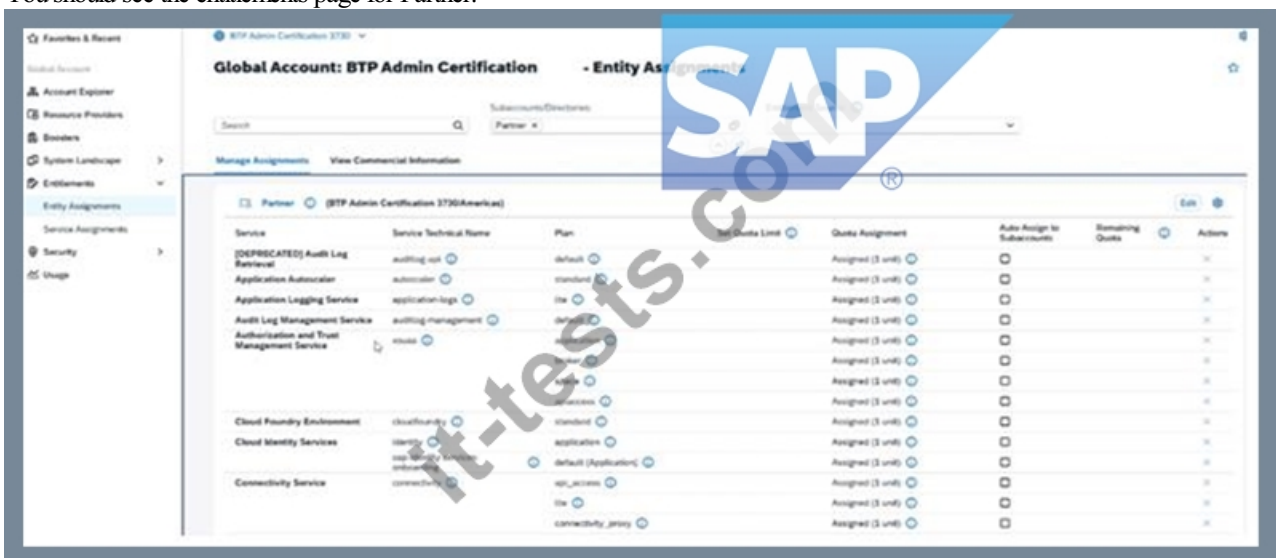 You should see the entitlements page for Partner.
Favorites & Recent
BTP Admin Certification 3730
Global Account: BTP Admin Certification - Entity Assignments
Global Account
Account Explorer
Resource Providers
Boosters
System Landscape
Entitlements
Entity Assignments
Service Assignments
Security
Usage
Subaccounts/Directories:
Search
Partner
Manage Assignments View Commercial Information
SAP
®
it-tests.com
Partner (BTP Admin Certification 3730/Americas)
Edit
Service Service Technical Name Plan Set Quota Limit Quota Assignment Auto Assign to Subaccounts Remaining Quota Actions
[DEPRECATED] Audit Log Retrieval auditlog-api default Assigned (1 unit)
Application Autoscaler autoscaler standard Assigned (1 unit)
Application Logging Service application-logs lite Assigned (1 unit)
Audit Log Management Service auditlog-management default Assigned (1 unit)
Authorization and Trust Management Service xsuaa application Assigned (1 unit)
broker Assigned (1 unit)
space Assigned (1 unit)
apiaccess Assigned (1 unit)
Cloud Foundry Environment cloudfoundry standard Assigned (1 unit)
Cloud Identity Services identity application Assigned (1 unit)
sap-identity-services-onboarding default (Application) Assigned (1 unit)
Connectivity Service connectivity api_access Assigned (1 unit)
lite Assigned (1 unit)
connectivity_proxy Assigned (1 unit)